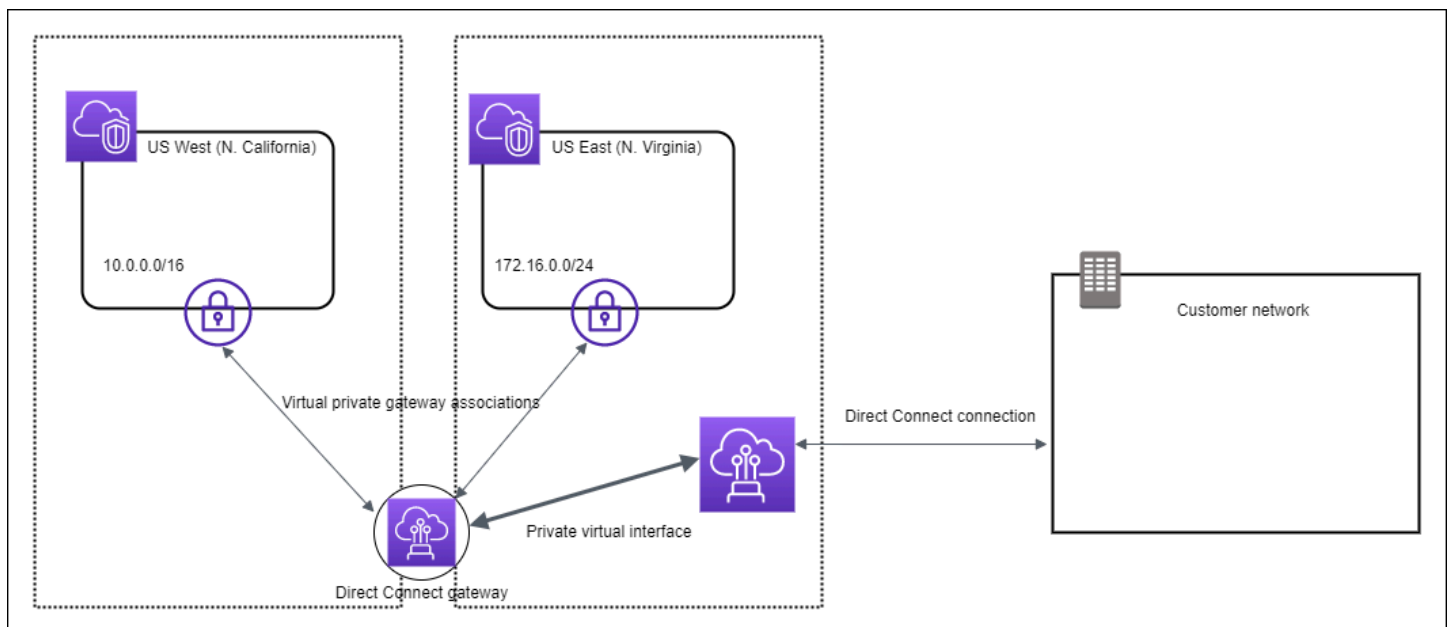 US West (N. California)
US East (N. Virginia)
10.0.0.0/16
172.16.0.0/24
Customer network
Virtual private gateway associations
Direct Connect connection
Private virtual interface
Direct Connect gateway